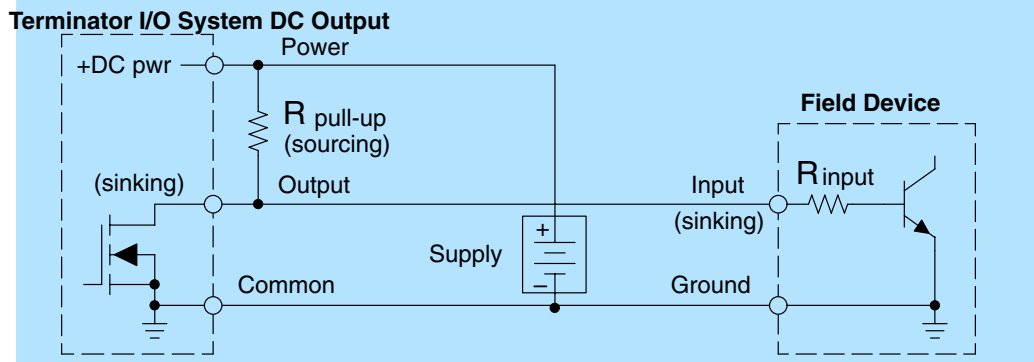 Terminator I/O System DC Output
Power
+DC pwr
R pull-up
(sourcing)
Field Device
(sinking)
Output
Input
(sinking)
R input
+
Supply
–
Common
Ground